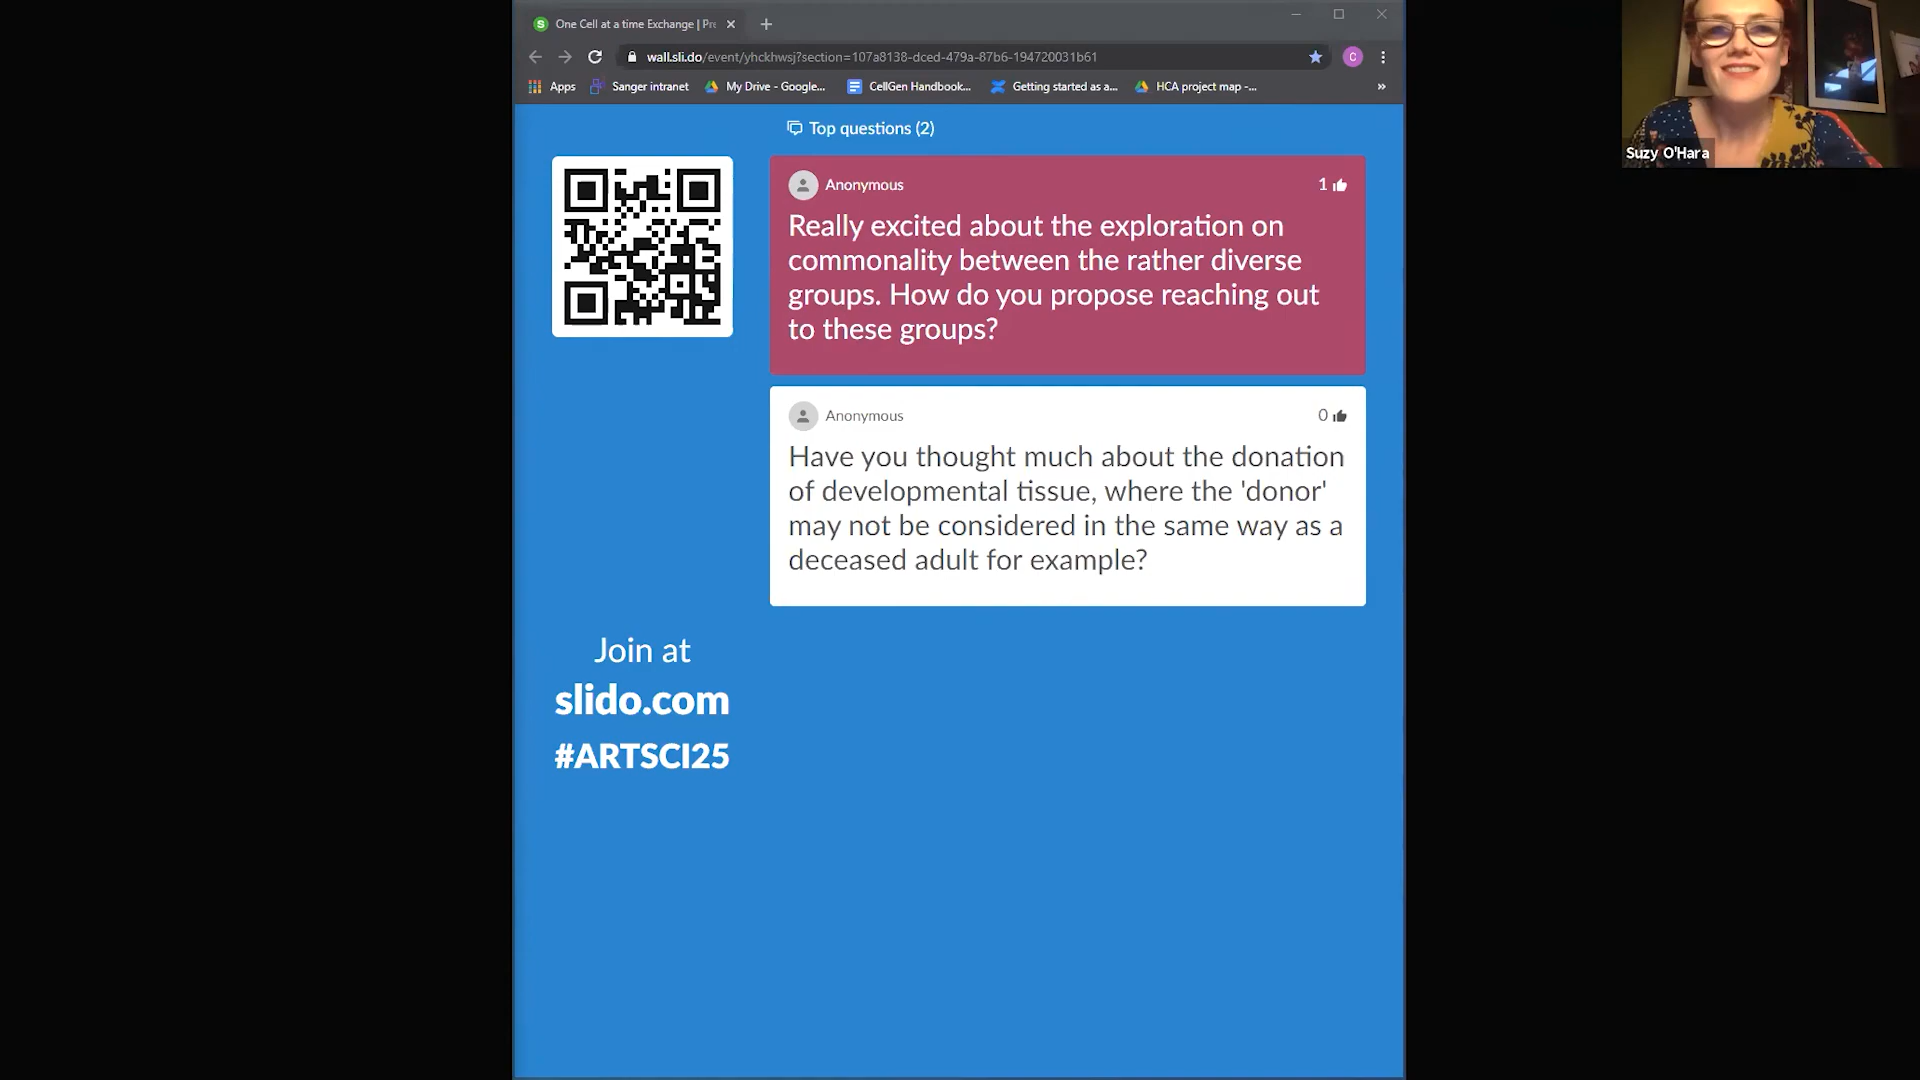 One Cell at a time Exchange | Pr
wall.sli.do/event/yhckhwsj?section=107a8138-dced-479a-87b6-194720031b61
C
Apps
Sanger intranet
My Drive - Google...
CellGen Handbook...
Getting started as a...
HCA project map -...
»
Suzy O'Hara
Top questions (2)
Anonymous
1
Really excited about the exploration on
commonality between the rather diverse
groups. How do you propose reaching out
to these groups?
Anonymous
0
Have you thought much about the donation
of developmental tissue, where the 'donor'
may not be considered in the same way as a
deceased adult for example?
Join at
slido.com
#ARTSCI25